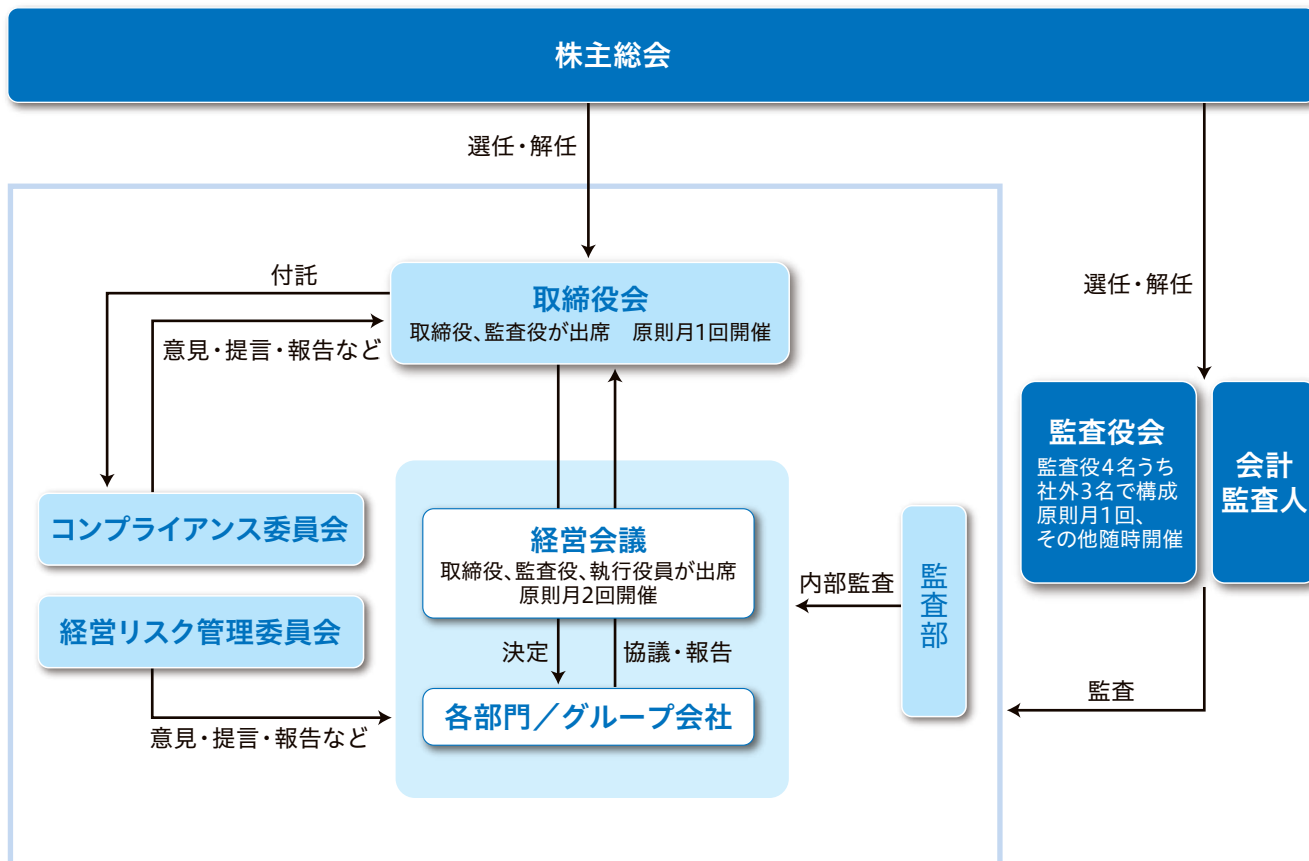 株主総会
選任・解任
選任・解任
付託
取締役会
取締役、監査役が出席　原則月1回開催
意見・提言・報告など
監査役会
監査役4名うち
社外3名で構成
原則月1回、
その他随時開催
会計
監査人
コンプライアンス委員会
経営会議
取締役、監査役、執行役員が出席
原則月2回開催
内部監査
監査部
経営リスク管理委員会
決定
協議・報告
監査
各部門／グループ会社
意見・提言・報告など